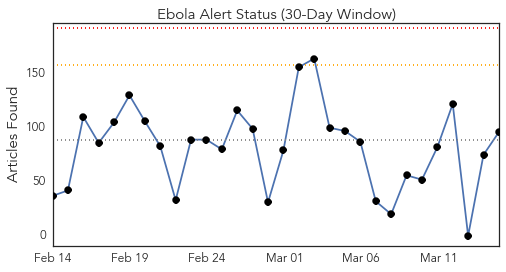 Ebola Alert Status (30-Day Window)
Articles Found
150
100
50
0
Feb 14 Feb 19 Feb 24 Mar 01 Mar 06 Mar 11